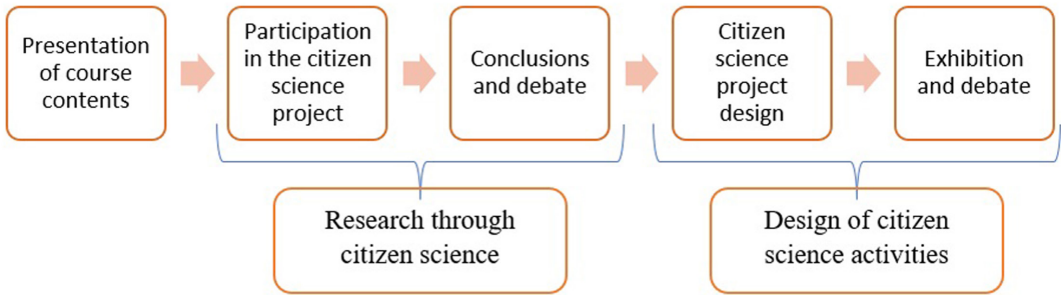 Presentation
of course
contents
Participation
in the citizen
science
project
Conclusions
and debate
Citizen
science
project
design
Exhibition
and debate
Research through
citizen science
Design of citizen
science activities